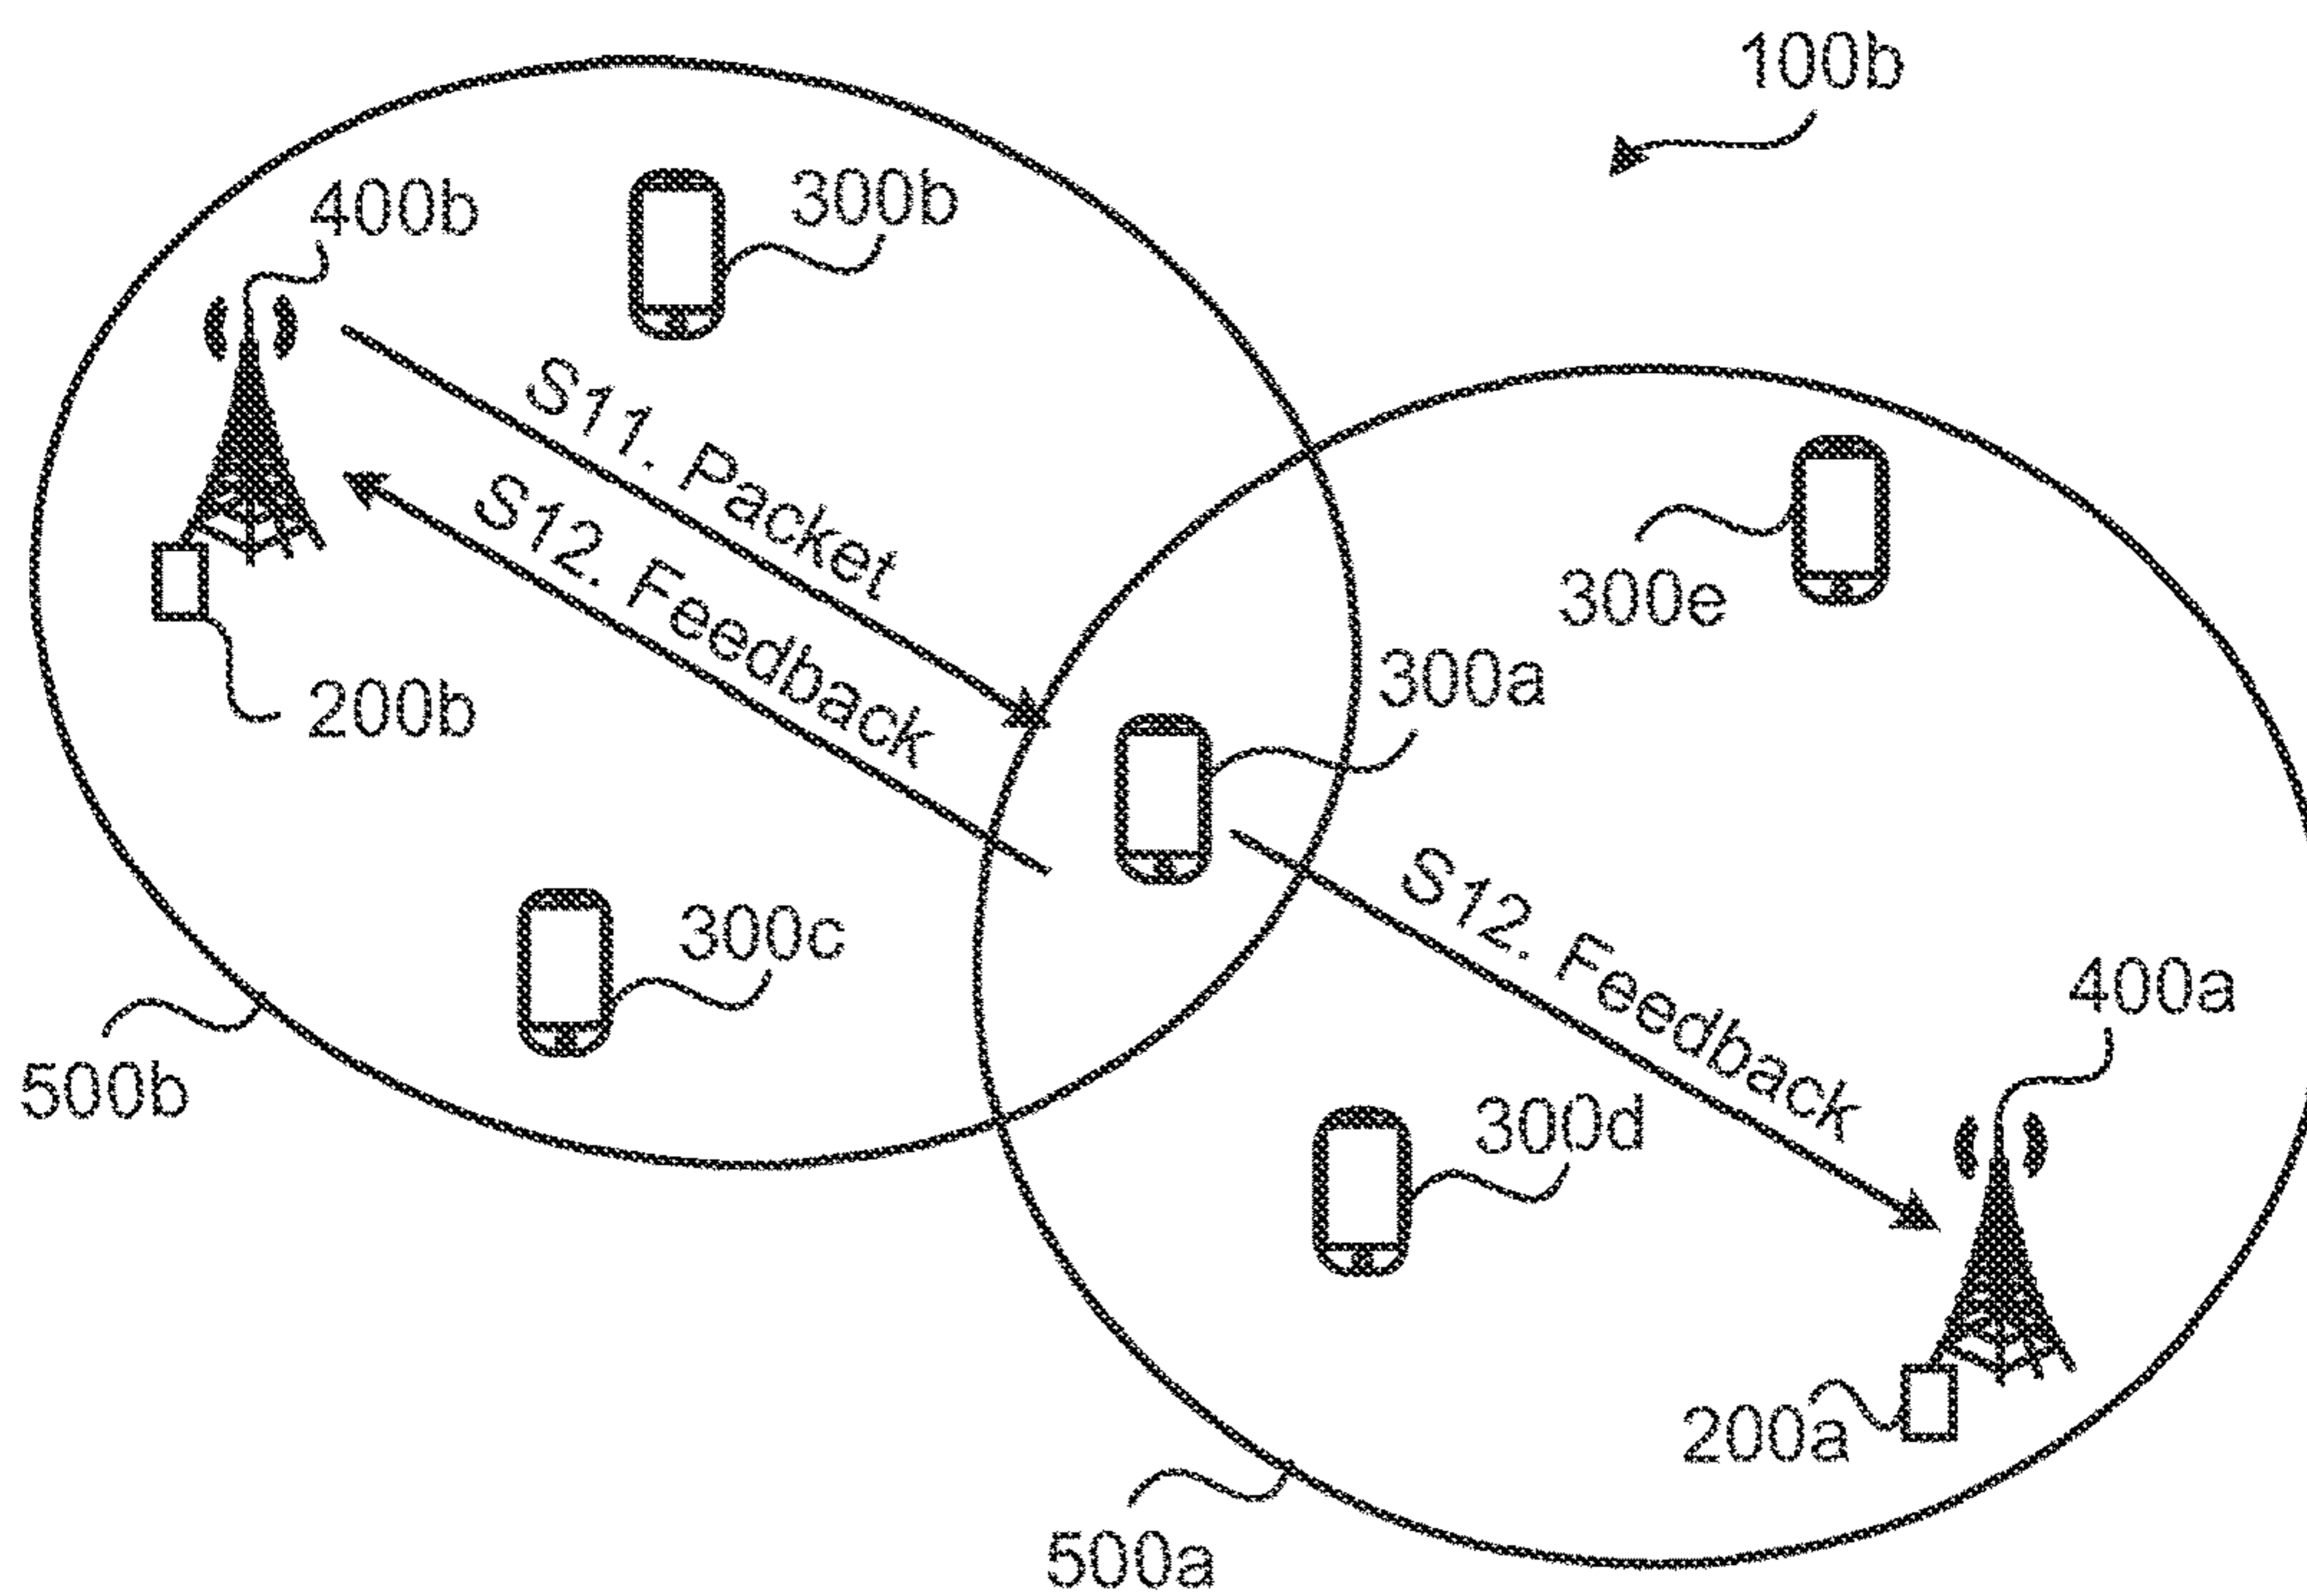 100b
400b
300b
S11. Packet
S12. Feedback
300e
300a
200b
300c
S12. Feedback
400a
500b
300d
200a
500a